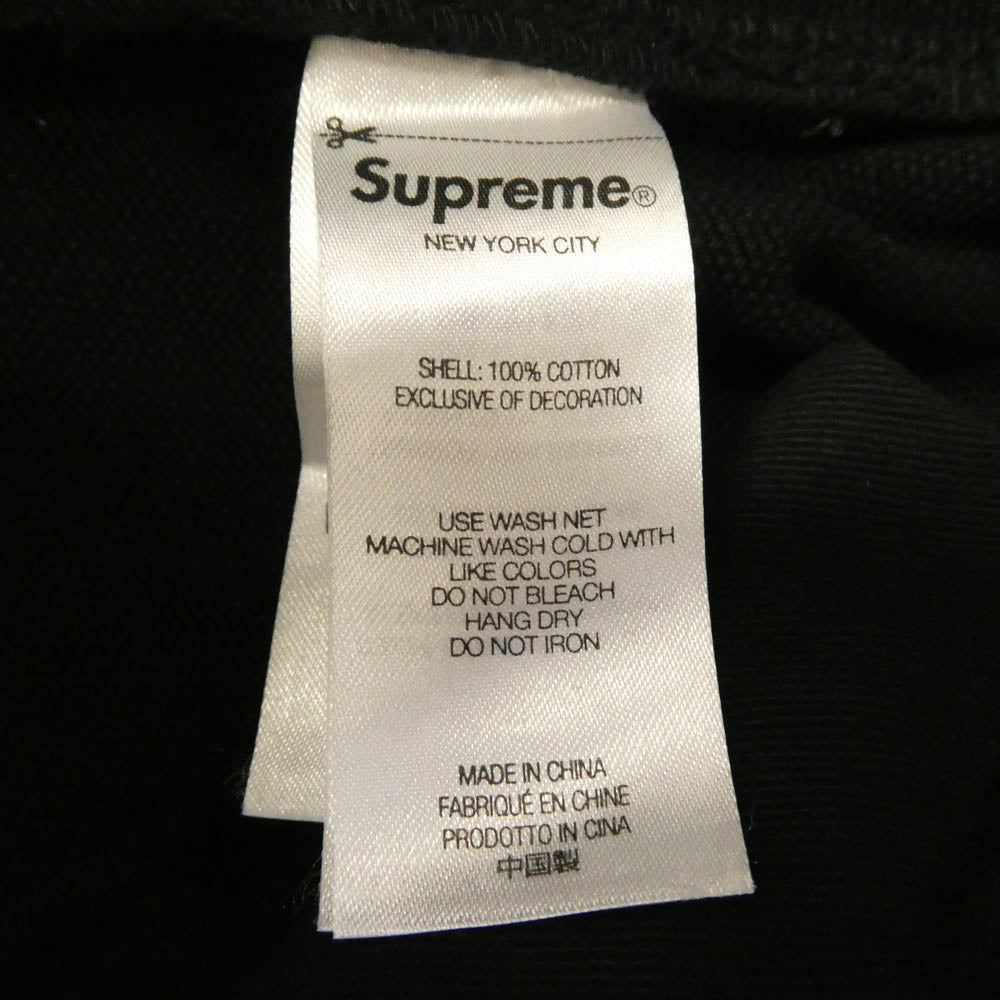 Supreme®
NEW YORK CITY
SHELL: 100% COTTON
EXCLUSIVE OF DECORATION
USE WASH NET
MACHINE WASH COLD WITH
LIKE COLORS
DO NOT BLEACH
HANG DRY
DO NOT IRON
MADE IN CHINA
FABRIQUÉ EN CHINE
PRODOTTO IN CINA
中国製